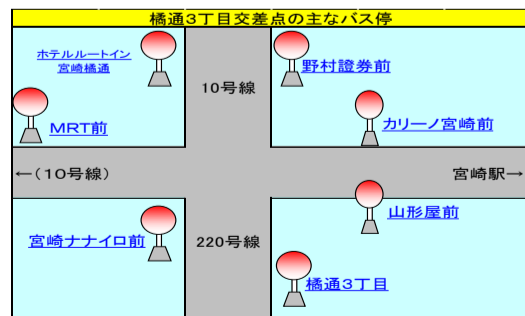 橘通3丁目交差点の主なバス停
ホテルルートイン
宮崎橘通
野村證券前
10号線
MRT前
カリーノ宮崎前
←(10号線)
宮崎駅→
山形屋前
宮崎ナナイロ前
220号線
橘通3丁目